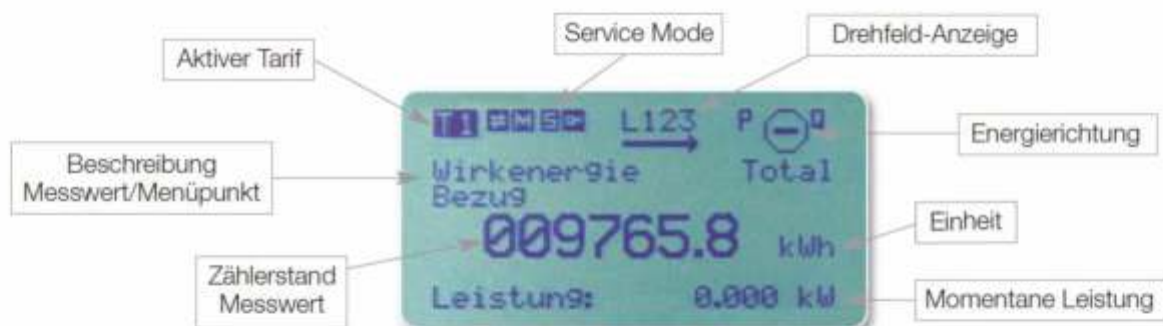 Service Mode
Drehfeld-Anzeige
Aktiver Tarif
T1 M S L123 P Q
Energierichtung
Beschreibung
Messwert/Menüpunkt
Wirkenergie Total
Bezug
Einheit
009765.8 kWh
Zählerstand
Messwert
Leistung: 0.000 kW
Momentane Leistung